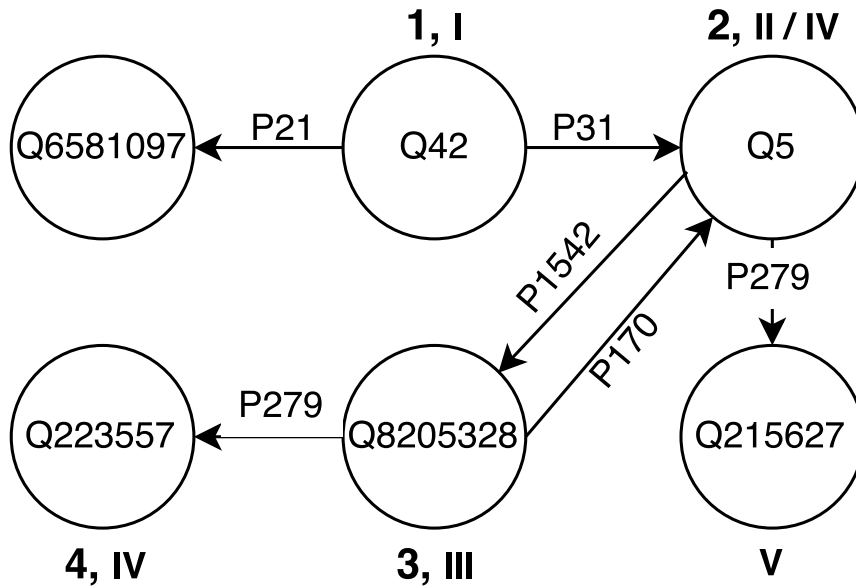 1, I
2, II / IV
Q6581097
P21
Q42
P31
Q5
P1542
P170
P279
Q223557
P279
Q8205328
Q215627
4, IV
3, III
V